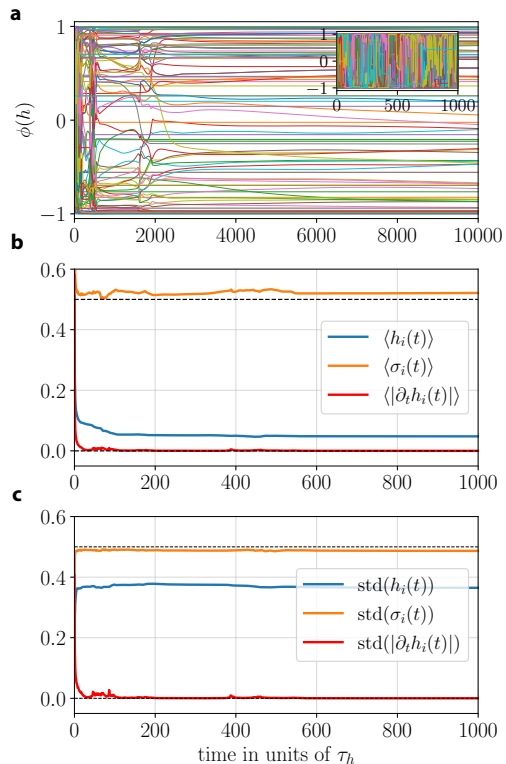 a
ϕ(h)
1
0
−1
0 2000 4000 6000 8000 10000
1
0
−1
0 500 1000
b
0.6
0.4
0.2
0.0
⟨h_i(t)⟩
⟨σ_i(t)⟩
⟨|∂_t h_i(t)|⟩
0 200 400 600 800 1000
c
0.6
0.4
0.2
0.0
std(h_i(t))
std(σ_i(t))
std(|∂_t h_i(t)|)
0 200 400 600 800 1000
time in units of τ_h